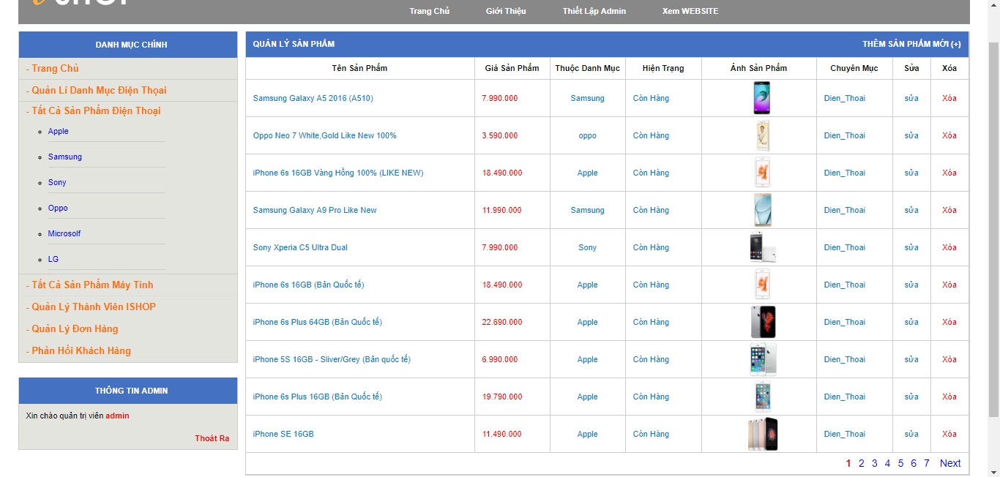 Trang Chủ Giới Thiệu Thiết Lập Admin Xem WEBSITE
DANH MỤC CHÍNH
- Trang Chủ
- Quản Lí Danh Mục Điện Thoại
- Tất Cả Sản Phẩm Điện Thoại
Apple
Samsung
Sony
Oppo
Microsolf
LG
- Tất Cả Sản Phẩm Máy Tính
- Quản Lý Thành Viên ISHOP
- Quản Lý Đơn Hàng
- Phản Hồi Khách Hàng
THÔNG TIN ADMIN
Xin chào quản trị viên admin
Thoát Ra
QUẢN LÝ SẢN PHẨM THÊM SẢN PHẨM MỚI (+)
Tên Sản Phẩm Giá Sản Phẩm Thuộc Danh Mục Hiện Trạng Ảnh Sản Phẩm Chuyên Mục Sửa Xóa
Samsung Galaxy A5 2016 (A510) 7.990.000 Samsung Còn Hàng Dien_Thoai sửa Xóa
Oppo Neo 7 White,Gold Like New 100% 3.590.000 oppo Còn Hàng Dien_Thoai sửa Xóa
iPhone 6s 16GB Vàng Hồng 100% (LIKE NEW) 18.490.000 Apple Còn Hàng Dien_Thoai sửa Xóa
Samsung Galaxy A9 Pro Like New 11.990.000 Samsung Còn Hàng Dien_Thoai sửa Xóa
Sony Xperia C5 Ultra Dual 7.990.000 Sony Còn Hàng Dien_Thoai sửa Xóa
iPhone 6s 16GB (Bản Quốc tế) 18.490.000 Apple Còn Hàng Dien_Thoai sửa Xóa
iPhone 6s Plus 64GB (Bản Quốc tế) 22.690.000 Apple Còn Hàng Dien_Thoai sửa Xóa
iPhone 5S 16GB - Sliver/Grey (Bản quốc tế) 6.990.000 Apple Còn Hàng Dien_Thoai sửa Xóa
iPhone 6s Plus 16GB (Bản Quốc tế) 19.790.000 Apple Còn Hàng Dien_Thoai sửa Xóa
iPhone SE 16GB 11.490.000 Apple Còn Hàng Dien_Thoai sửa Xóa
1 2 3 4 5 6 7 Next